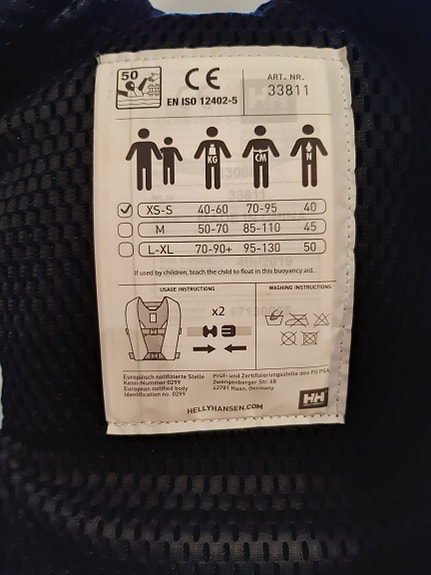 50
CE
EN ISO 12402-5
ART. NR.
33811
KG
CM
N
XS-S 40-60 70-95 40
M 50-70 85-110 45
L-XL 70-90+ 95-130 50
If used by children, teach the child to float in this buoyancy aid.
USAGE INSTRUCTIONS
x2
WASHING INSTRUCTIONS
Europäisch notifizierte Stelle
Kenn-Nummer 0299
European notified body
Identification no. 0299
Prüf- und Zertifizierungsstelle des FB PSA
Zwengenberger Str. 68
42781 Haan, Germany
HELLYHANSEN.COM
HH